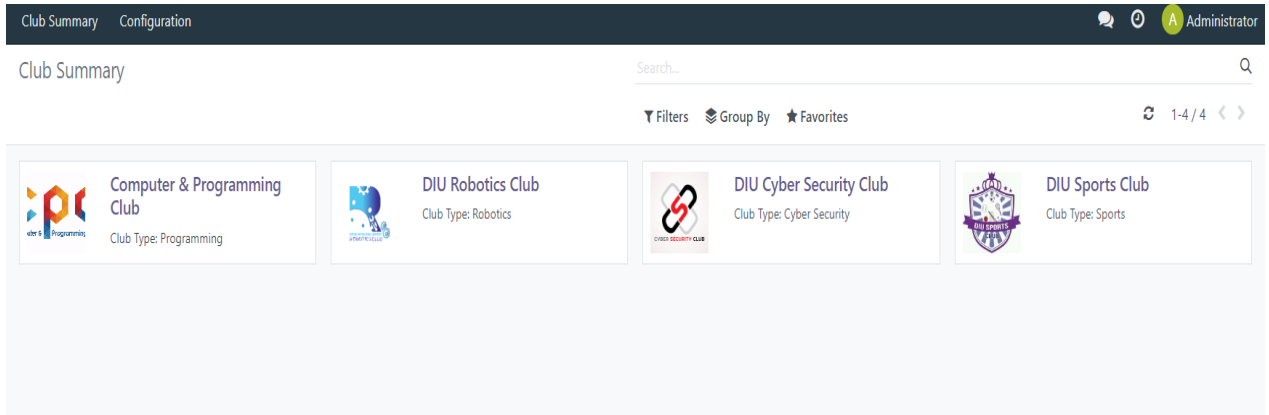 Club Summary Configuration A Administrator
Club Summary Search...
Filters Group By Favorites 1-4 / 4
Computer & Programming
Club
Club Type: Programming
DIU Robotics Club
Club Type: Robotics
DIU Cyber Security Club
Club Type: Cyber Security
CYBER SECURITY CLUB
DIU Sports Club
Club Type: Sports
DIU SPORTS
CLUB